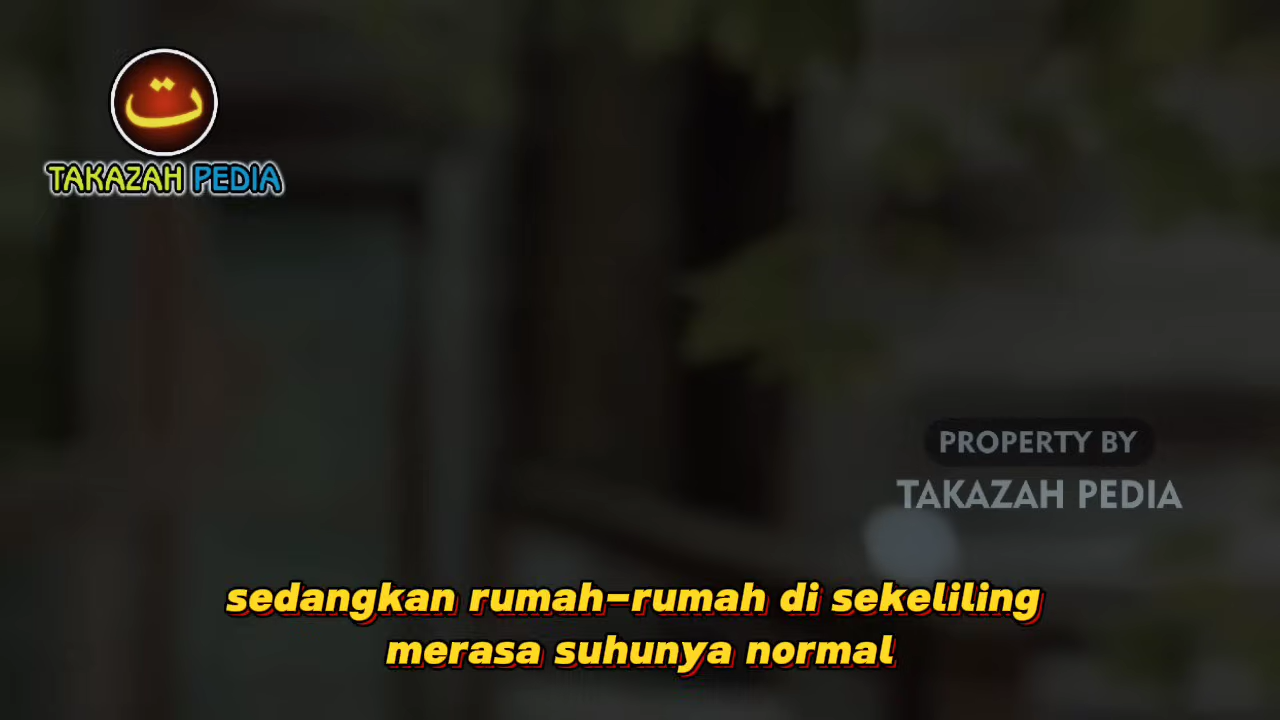 ت
TAKAZAH PEDIA
PROPERTY BY
TAKAZAH PEDIA
sedangkan rumah-rumah di sekeliling
merasa suhunya normal